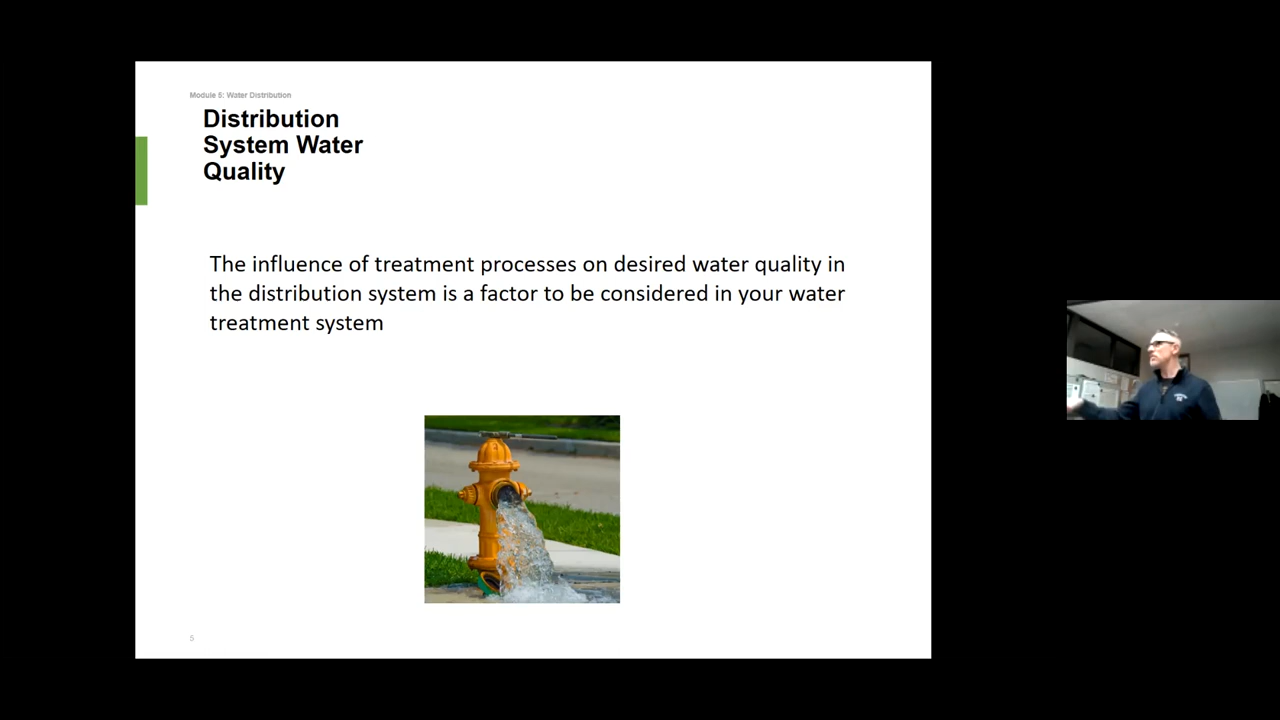 Module 5: Water Distribution
Distribution
System Water
Quality
The influence of treatment processes on desired water quality in
the distribution system is a factor to be considered in your water
treatment system
5